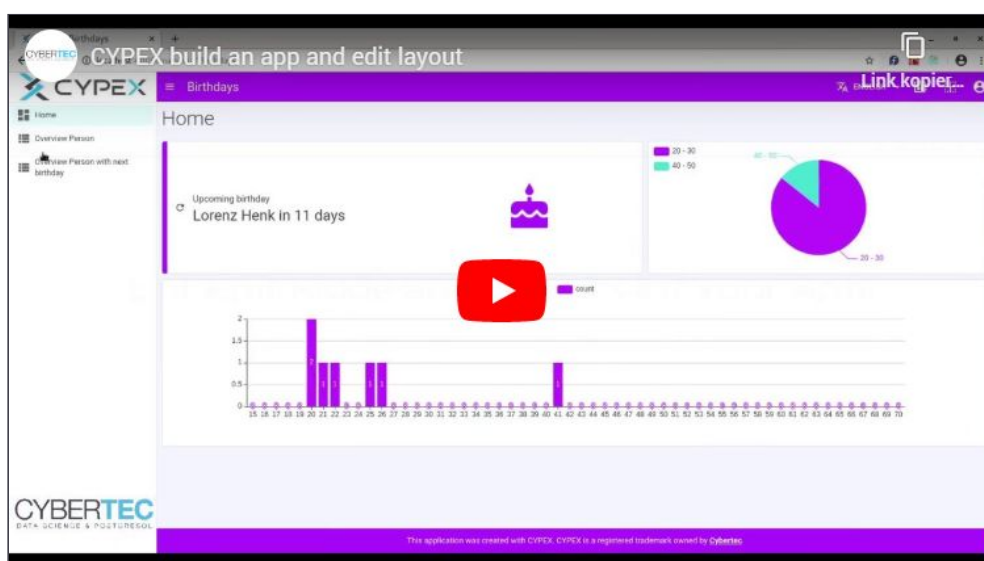 CYBERTEC
CYPEX build an app and edit layout
Link kopier...
CYPEX
Birthdays
Home
Overview Person
Overview Person with next
birthday
Home
Upcoming birthday
Lorenz Henk in 11 days
20 - 30
40 - 50
20 - 30
count
2
1.5
1
0.5
0
2
1
1
1
1
1
15 16 17 18 19 20 21 22 23 24 25 26 27 28 29 30 31 32 33 34 35 36 37 38 39 40 41 42 43 44 45 46 47 48 49 50 51 52 53 54 55 56 57 58 59 60 61 62 63 64 65 66 67 68 69 70
CYBERTEC
DATA SCIENCE & POSTGRESQL
This application was created with CYPEX. CYPEX is a registered trademark owned by Cybertec